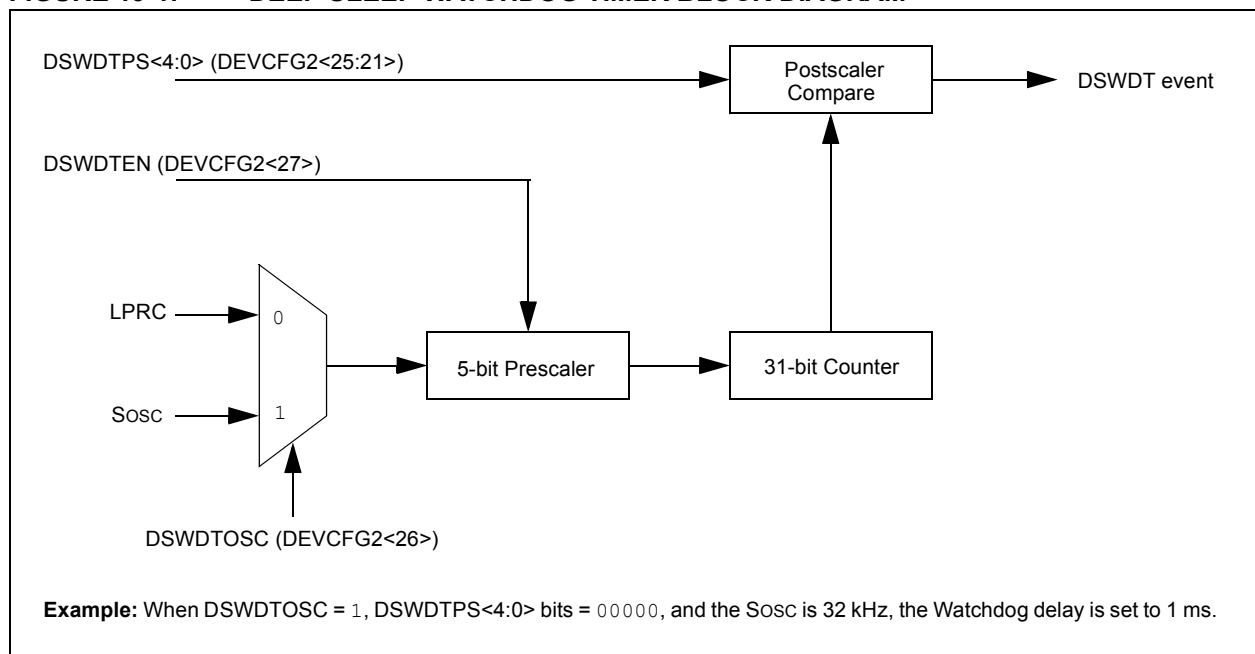 DSWDTPS<4:0> (DEVCFG2<25:21>)
Postscaler
Compare
DSWDT event
DSWDTEN (DEVCFG2<27>)
LPRC
0
5-bit Prescaler
31-bit Counter
SOSC
1
DSWDTOSC (DEVCFG2<26>)
Example: When DSWDTOSC = 1, DSWDTPS<4:0> bits = 00000, and the SOSC is 32 kHz, the Watchdog delay is set to 1 ms.